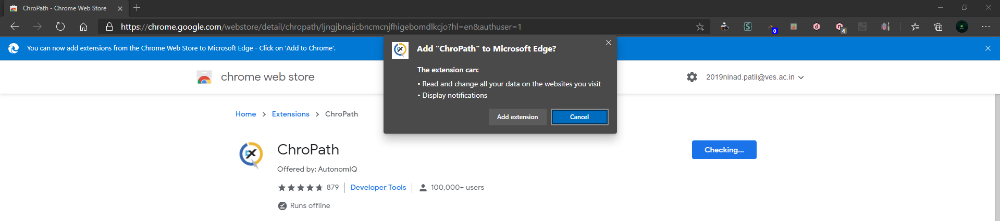 ChroPath - Chrome Web Store
https://chrome.google.com/webstore/detail/chropath/ljngjbnaijcbncmcnjfhigebomdlkcjo?hl=en&authuser=1
0
4
You can now add extensions from the Chrome Web Store to Microsoft Edge - Click on 'Add to Chrome'.
Add "ChroPath" to Microsoft Edge?
The extension can:
• Read and change all your data on the websites you visit
• Display notifications
Add extension
Cancel
chrome web store
2019ninad.patil@ves.ac.in
Home > Extensions > ChroPath
ChroPath
Checking...
Offered by: AutonomIQ
879 | Developer Tools | 100,000+ users
Runs offline